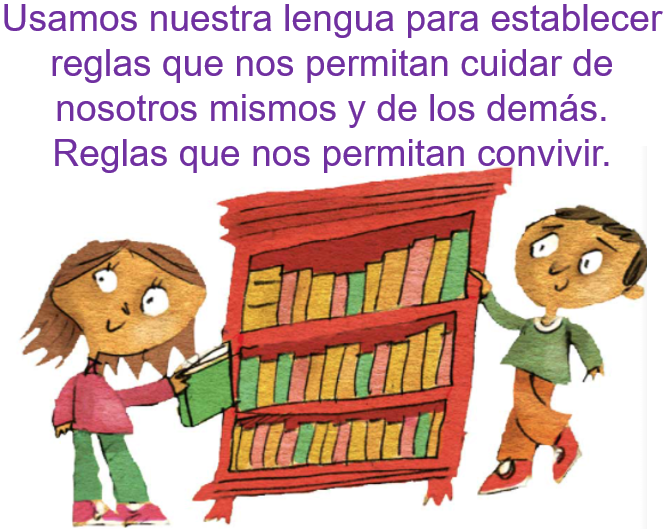 Usamos nuestra lengua para establecer
reglas que nos permitan cuidar de
nosotros mismos y de los demás.
Reglas que nos permitan convivir.